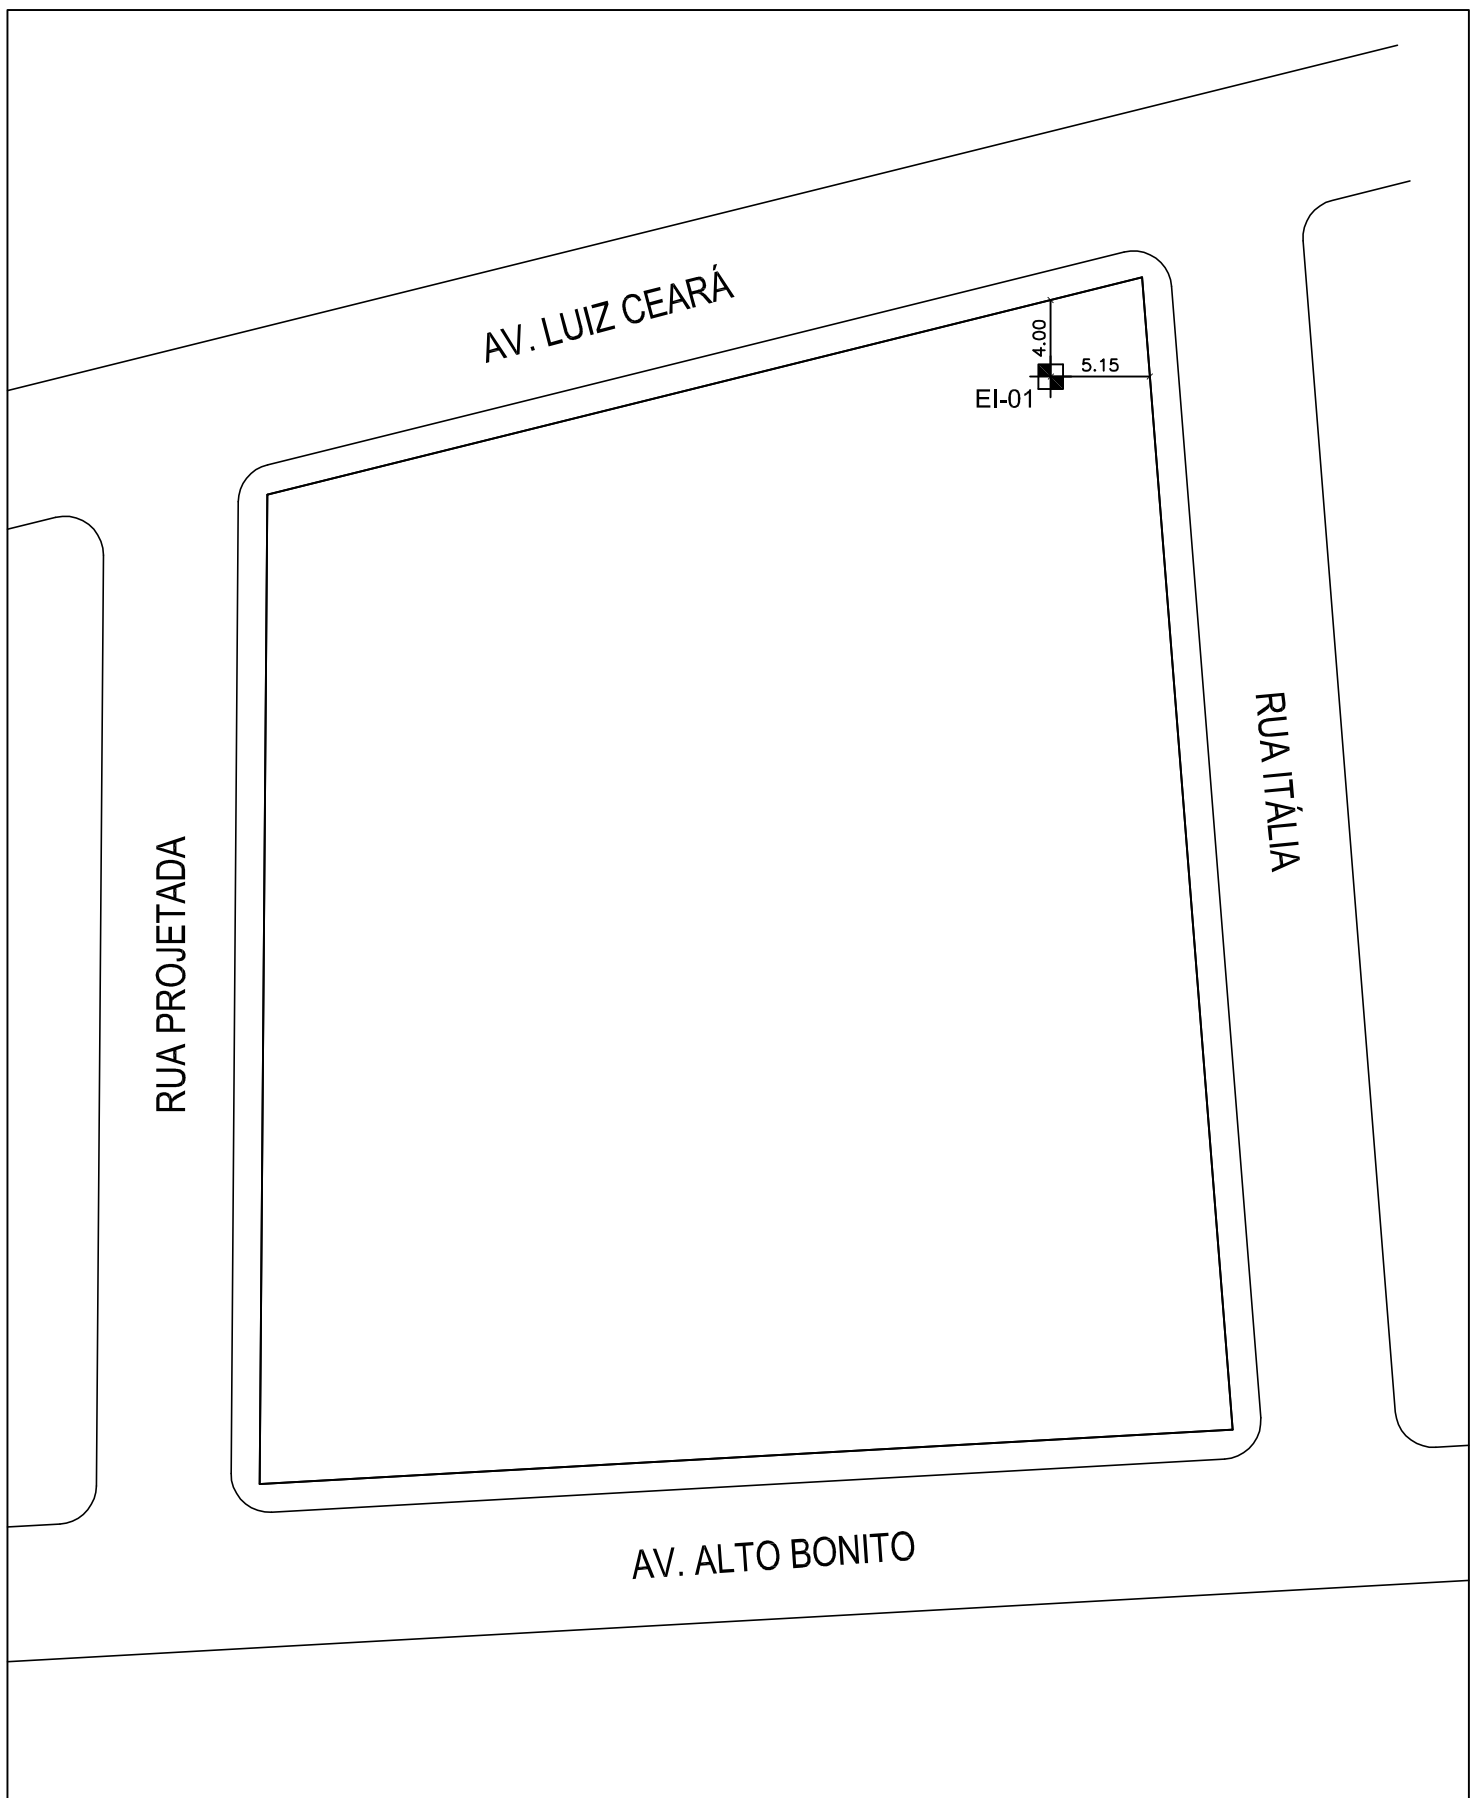 AV. LUIZ CEARÁ
4.00
5.15
EI-01
RUA ITÁLIA
RUA PROJETADA
AV. ALTO BONITO